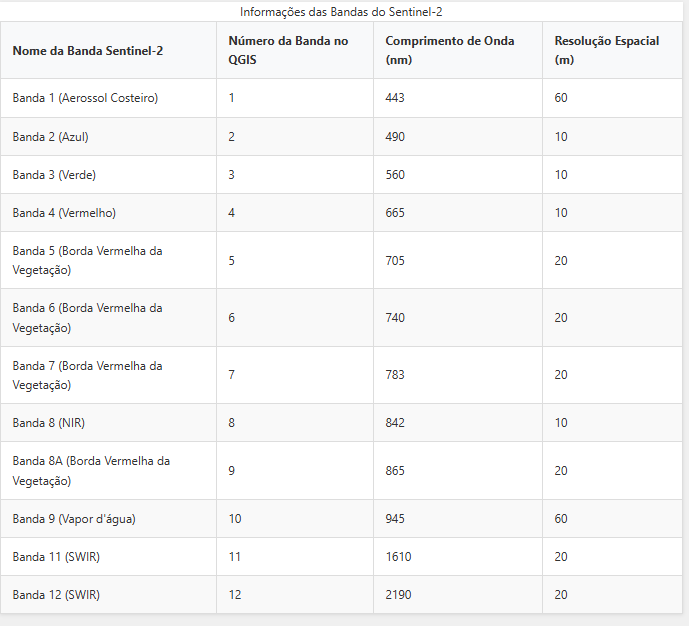 Informações das Bandas do Sentinel-2
Nome da Banda Sentinel-2 Número da Banda no QGIS Comprimento de Onda (nm) Resolução Espacial (m)
Banda 1 (Aerossol Costeiro) 1 443 60
Banda 2 (Azul) 2 490 10
Banda 3 (Verde) 3 560 10
Banda 4 (Vermelho) 4 665 10
Banda 5 (Borda Vermelha da Vegetação) 5 705 20
Banda 6 (Borda Vermelha da Vegetação) 6 740 20
Banda 7 (Borda Vermelha da Vegetação) 7 783 20
Banda 8 (NIR) 8 842 10
Banda 8A (Borda Vermelha da Vegetação) 9 865 20
Banda 9 (Vapor d'água) 10 945 60
Banda 11 (SWIR) 11 1610 20
Banda 12 (SWIR) 12 2190 20